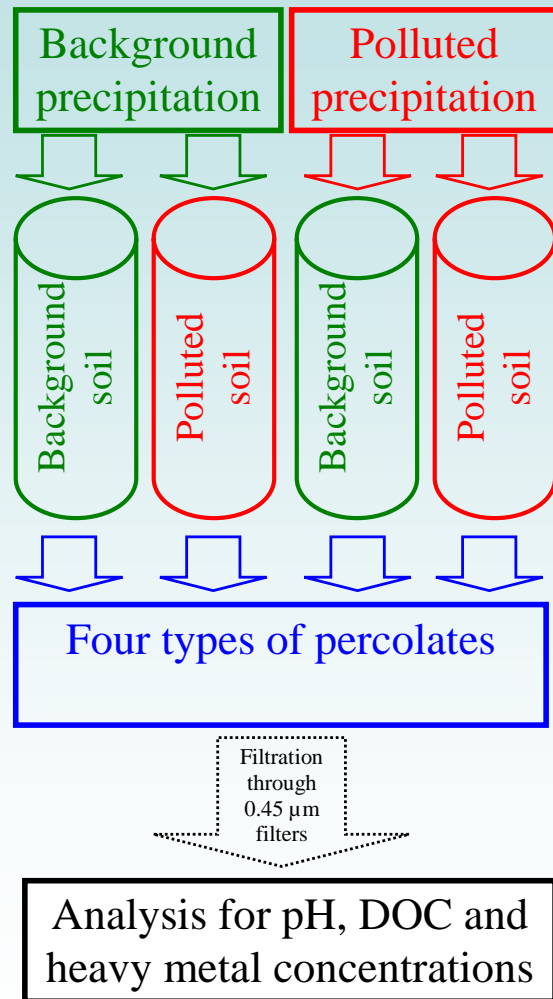 Background
precipitation
Polluted
precipitation
Background
soil
Polluted
soil
Background
soil
Polluted
soil
Four types of percolates
Filtration
through
0.45 µm
filters
Analysis for pH, DOC and
heavy metal concentrations